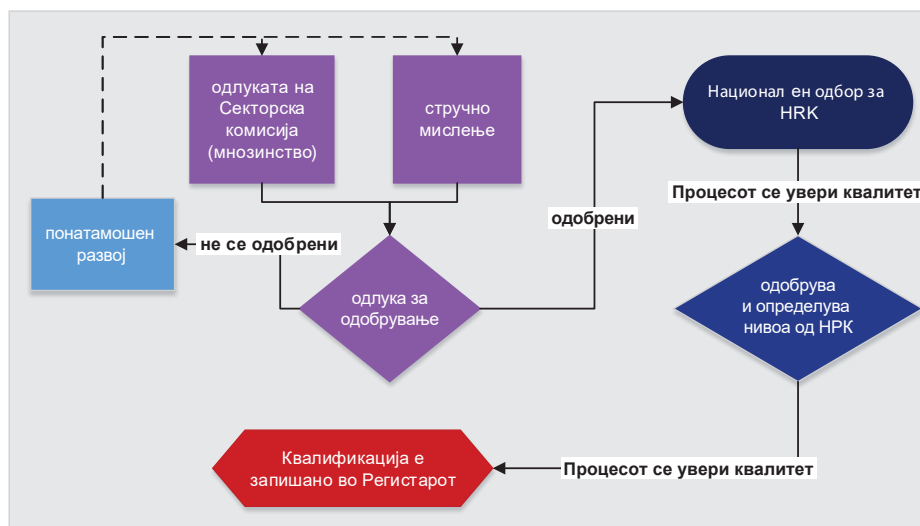 одлуката на
Секторска
комисија
(мнозинство)
стручно
мислење
Национал ен одбор за
HRK
Процесот се увери квалитет
одобрени
понатамошен
развој
не се одобрени
одлука за
одобрување
одобрува
и определува
нивоа од НРК
Квалификација е
запишано во Регистарот
Процесот се увери квалитет